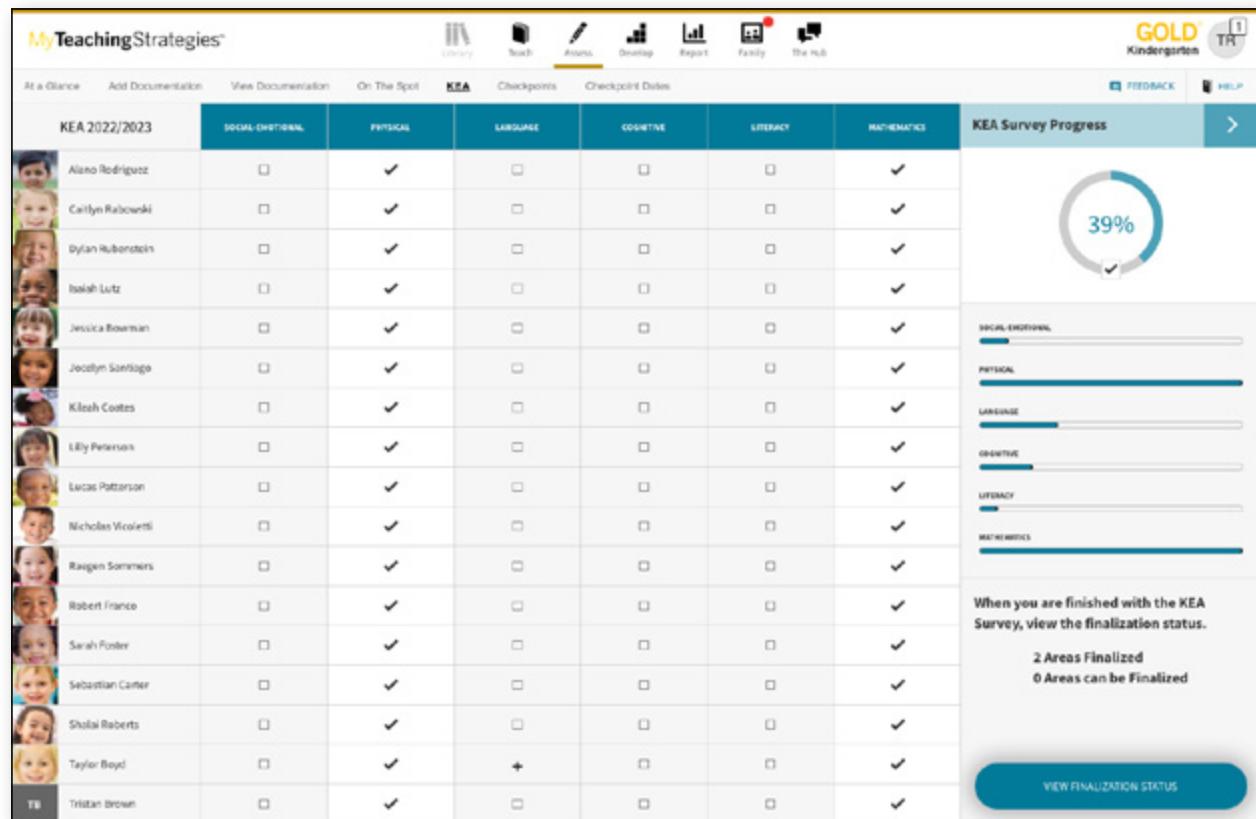 MyTeachingStrategies®
Library Teach Assess Develop Report Family The Hub
GOLD®
Kindergarten
TR 1
At a Glance Add Documentation View Documentation On The Spot KEA Checkpoints Checkpoint Dates
FEEDBACK HELP
KEA 2022/2023 SOCIAL-EMOTIONAL PHYSICAL LANGUAGE COGNITIVE LITERACY MATHEMATICS
Alano Rodriguez
Caitlyn Rabowski
Dylan Rubenstein
Isaiah Lutz
Jessica Bowman
Jocelyn Santiago
Kileah Coates
Lilly Peterson
Lucas Patterson
Nicholas Vicoletti
Raegen Sommers
Robert Franco
Sarah Foster
Sebastian Carter
Shalai Roberts
Taylor Boyd
TB Tristan Brown
KEA Survey Progress
39%
SOCIAL-EMOTIONAL
PHYSICAL
LANGUAGE
COGNITIVE
LITERACY
MATHEMATICS
When you are finished with the KEA
Survey, view the finalization status.
2 Areas Finalized
0 Areas can be Finalized
VIEW FINALIZATION STATUS